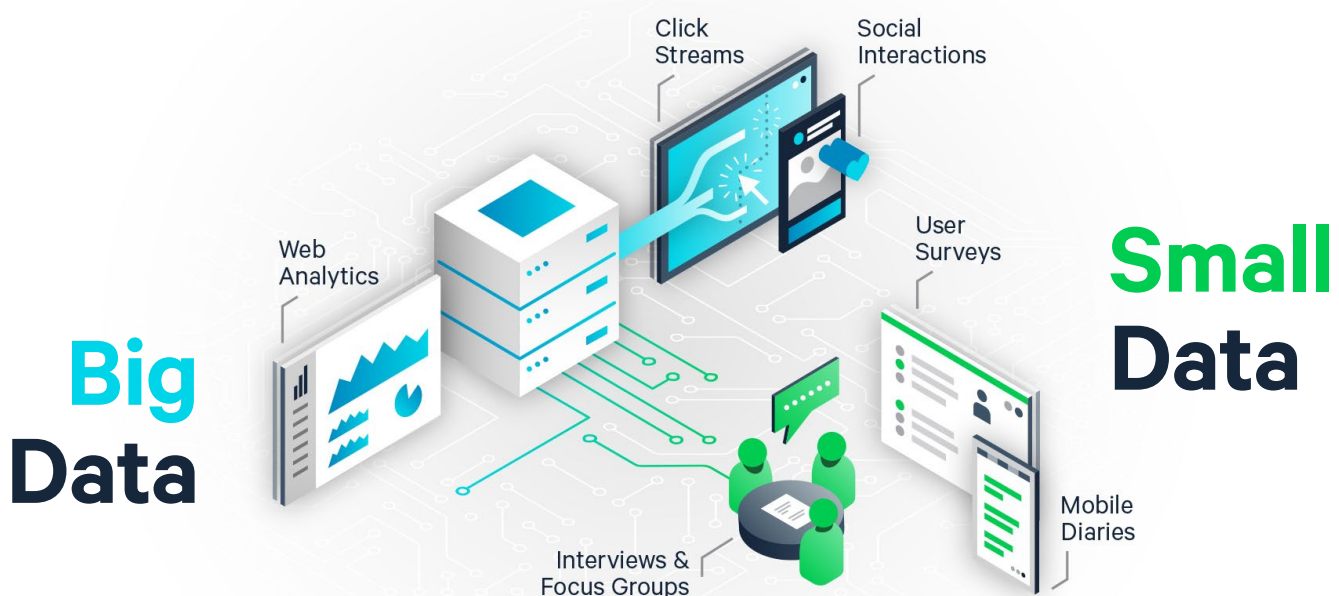 Click
Streams
Social
Interactions
Web
Analytics
User
Surveys
Big
Data
Small
Data
Mobile
Diaries
Interviews &
Focus Groups